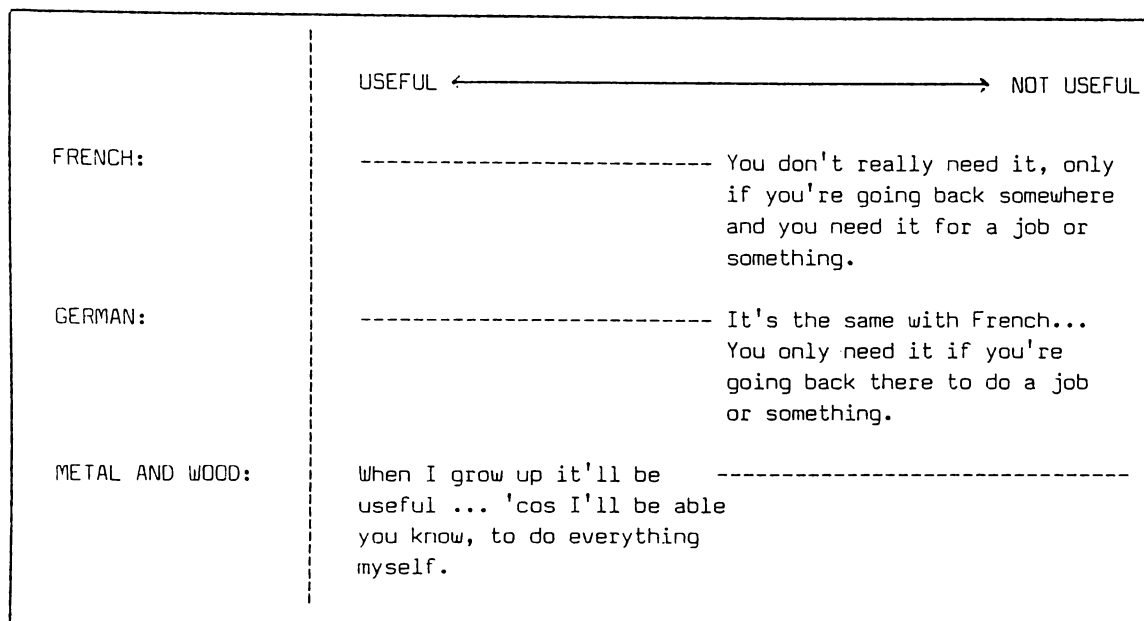 USEFUL NOT USEFUL
FRENCH: You don't really need it, only
if you're going back somewhere
and you need it for a job or
something.
GERMAN: It's the same with French...
You only need it if you're
going back there to do a job
or something.
METAL AND WOOD: When I grow up it'll be
useful ... 'cos I'll be able
you know, to do everything
myself.